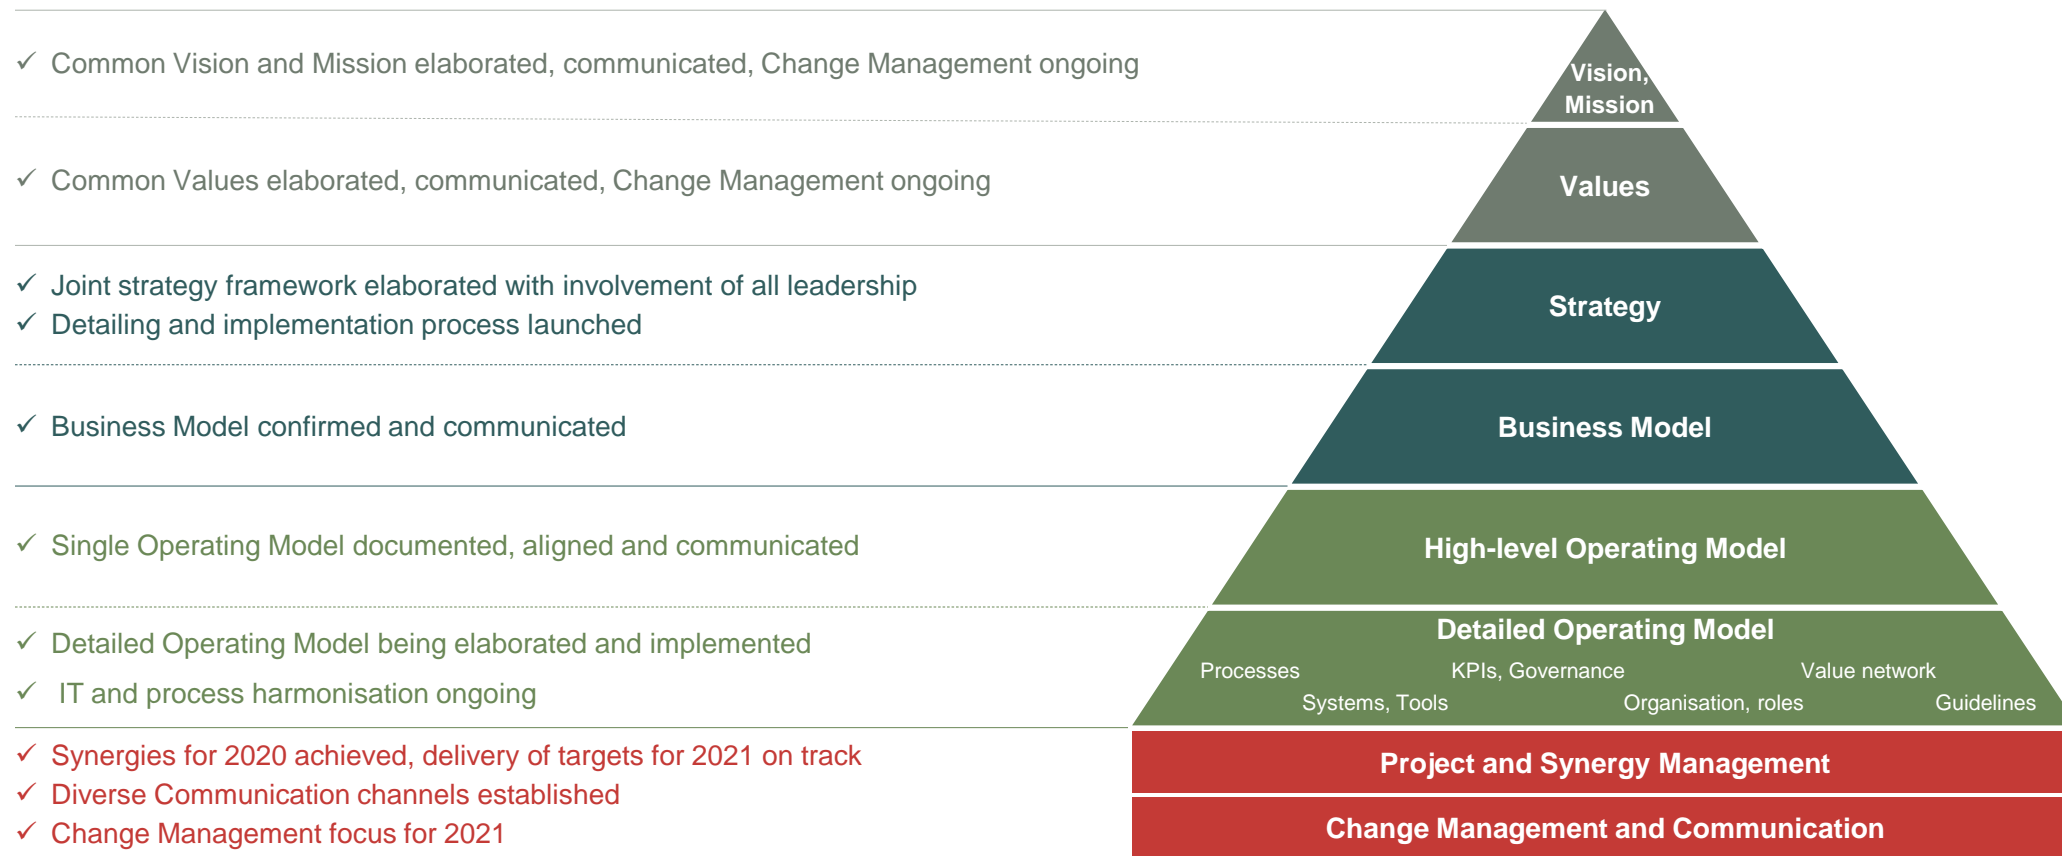 ✓ Common Vision and Mission elaborated, communicated, Change Management ongoing
Vision,
Mission
✓ Common Values elaborated, communicated, Change Management ongoing
Values
✓ Joint strategy framework elaborated with involvement of all leadership
✓ Detailing and implementation process launched
Strategy
✓ Business Model confirmed and communicated
Business Model
✓ Single Operating Model documented, aligned and communicated
High-level Operating Model
✓ Detailed Operating Model being elaborated and implemented
✓ IT and process harmonisation ongoing
Detailed Operating Model
Processes KPIs, Governance Value network
Systems, Tools Organisation, roles Guidelines
✓ Synergies for 2020 achieved, delivery of targets for 2021 on track
✓ Diverse Communication channels established
✓ Change Management focus for 2021
Project and Synergy Management
Change Management and Communication